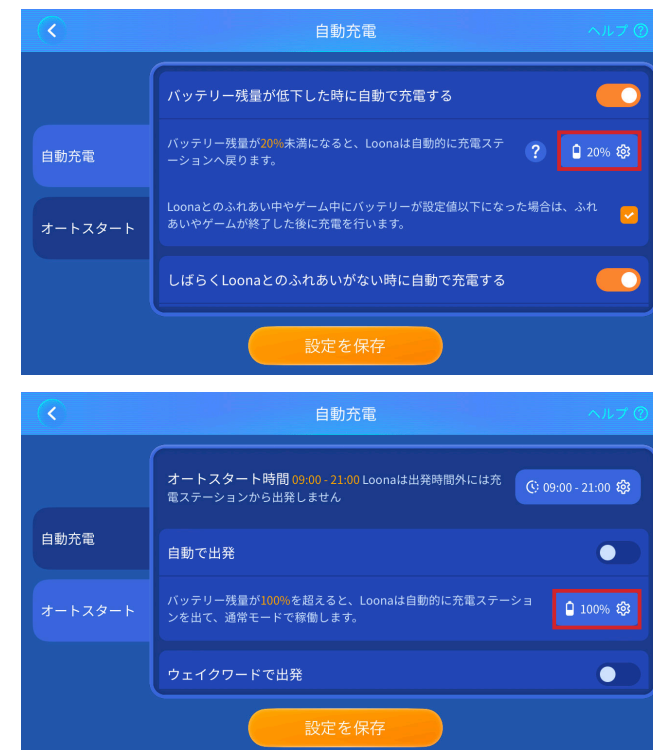 自動充電
ヘルプ
バッテリー残量が低下した時に自動で充電する
自動充電
オートスタート
バッテリー残量が20%未満になると、Loonaは自動的に充電ステ
ーションへ戻ります。
?
20%
Loonaとのふれあい中やゲーム中にバッテリーが設定値以下になった場合は、ふれ
あいやゲームが終了した後に充電を行います。
しばらくLoonaとのふれあいがない時に自動で充電する
設定を保存
自動充電
ヘルプ
オートスタート時間 09:00 - 21:00 Loonaは出発時間外には充
電ステーションから出発しません
09:00 - 21:00
自動充電
オートスタート
自動で出発
バッテリー残量が100%を超えると、Loonaは自動的に充電ステーショ
ンを出て、通常モードで稼働します。
100%
ウェイクワードで出発
設定を保存